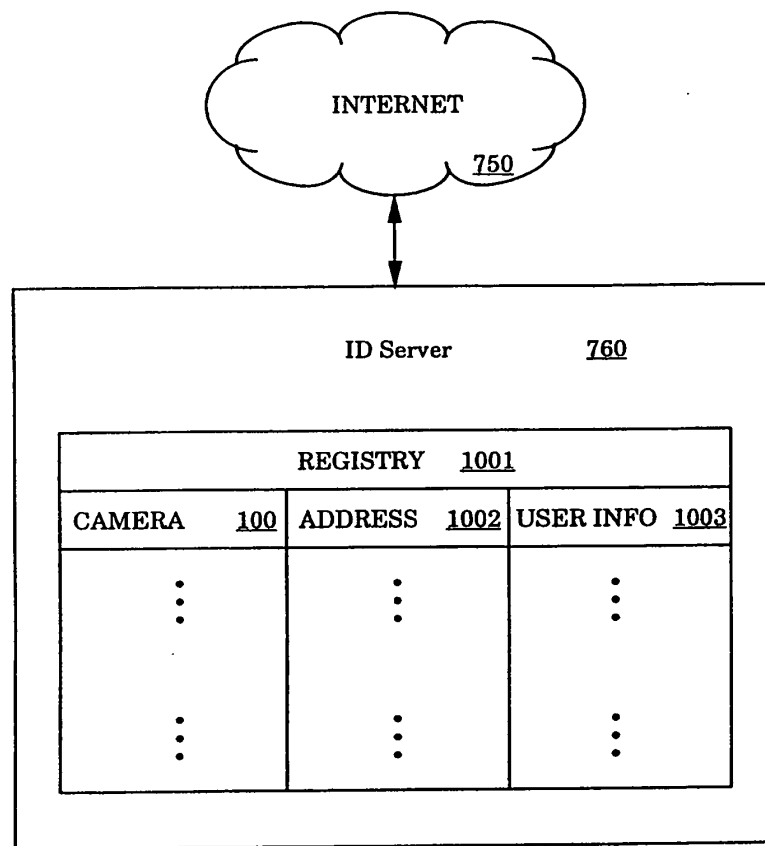 INTERNET
750
ID Server 760
REGISTRY 1001
CAMERA 100 ADDRESS 1002 USER INFO 1003